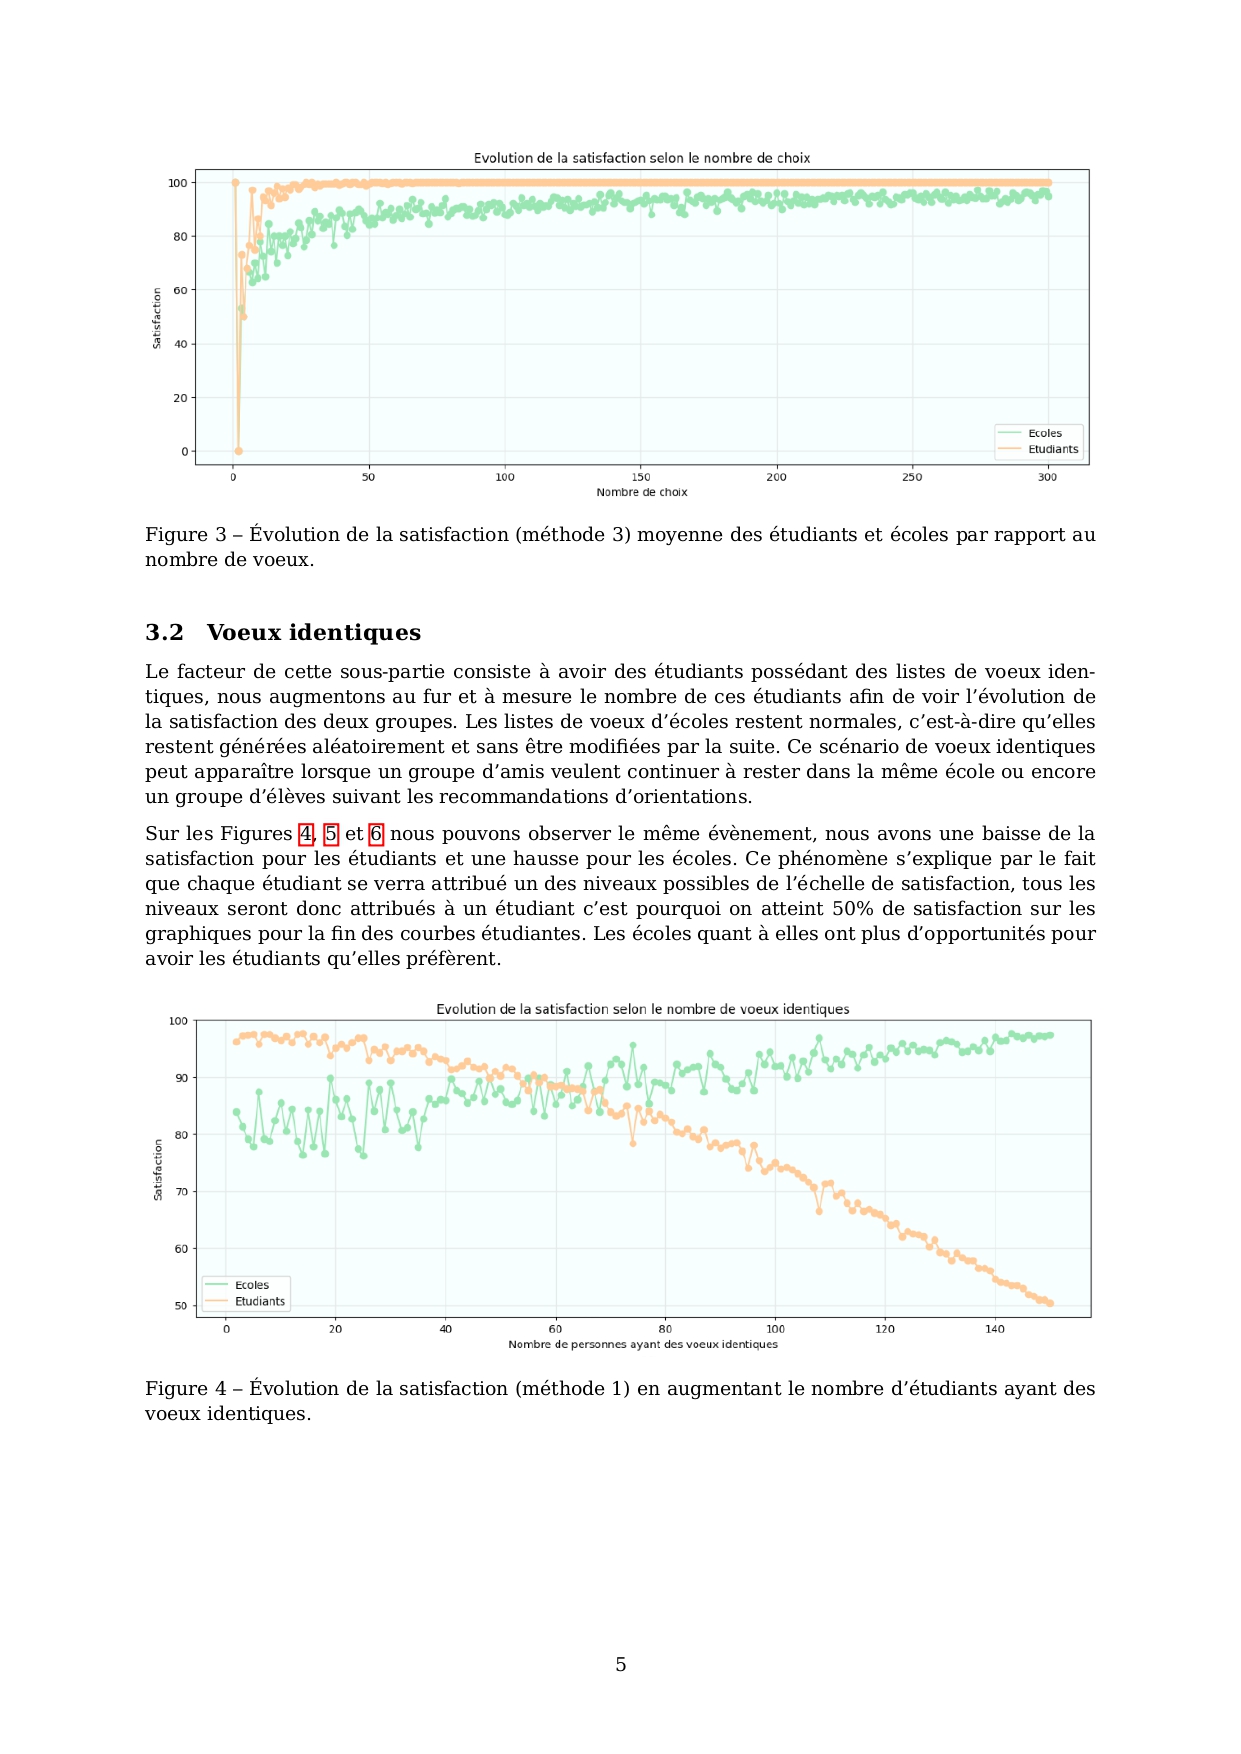 Evolution de la satisfaction selon le nombre de choix
100
80
60
40
20
0
Satisfaction
0 50 100 150 200 250 300
Nombre de choix
Ecoles
Etudiants
Figure 3 – Évolution de la satisfaction (méthode 3) moyenne des étudiants et écoles par rapport au
nombre de voeux.
3.2 Voeux identiques
Le facteur de cette sous-partie consiste à avoir des étudiants possédant des listes de voeux iden-
tiques, nous augmentons au fur et à mesure le nombre de ces étudiants afin de voir l'évolution de
la satisfaction des deux groupes. Les listes de voeux d'écoles restent normales, c'est-à-dire qu'elles
restent générées aléatoirement et sans être modifiées par la suite. Ce scénario de voeux identiques
peut apparaître lorsque un groupe d'amis veulent continuer à rester dans la même école ou encore
un groupe d'élèves suivant les recommandations d'orientations.
Sur les Figures 4, 5 et 6 nous pouvons observer le même évènement, nous avons une baisse de la
satisfaction pour les étudiants et une hausse pour les écoles. Ce phénomène s'explique par le fait
que chaque étudiant se verra attribué un des niveaux possibles de l'échelle de satisfaction, tous les
niveaux seront donc attribués à un étudiant c'est pourquoi on atteint 50% de satisfaction sur les
graphiques pour la fin des courbes étudiantes. Les écoles quant à elles ont plus d'opportunités pour
avoir les étudiants qu'elles préfèrent.
Evolution de la satisfaction selon le nombre de voeux identiques
100
90
80
70
60
50
Satisfaction
Ecoles
Etudiants
0 20 40 60 80 100 120 140
Nombre de personnes ayant des voeux identiques
Figure 4 – Évolution de la satisfaction (méthode 1) en augmentant le nombre d'étudiants ayant des
voeux identiques.
5